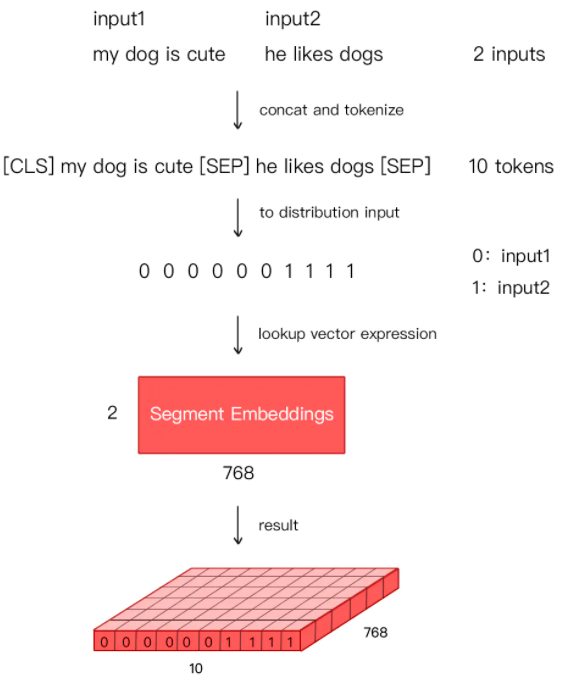 input1 input2
my dog is cute he likes dogs 2 inputs
concat and tokenize
[CLS] my dog is cute [SEP] he likes dogs [SEP] 10 tokens
to distribution input
0: input1
0 0 0 0 0 0 1 1 1 1
1: input2
lookup vector expression
2 Segment Embeddings
768
result
0 0 0 0 0 0 1 1 1 1
768
10